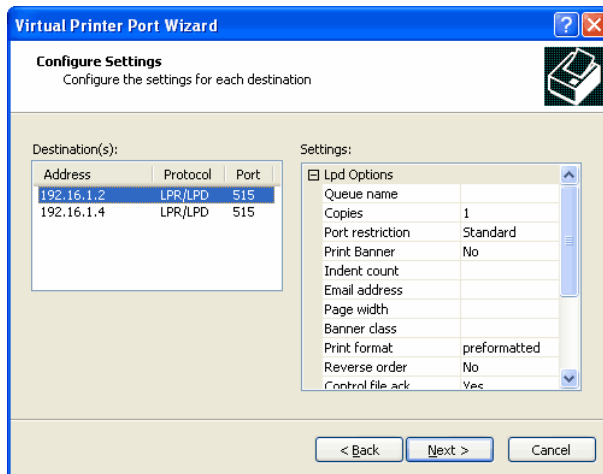 Virtual Printer Port Wizard
Configure Settings
Configure the settings for each destination
Destination(s):
Address Protocol Port
192.16.1.2 LPR/LPD 515
192.16.1.4 LPR/LPD 515
Settings:
Lpd Options
Queue name
Copies 1
Port restriction Standard
Print Banner No
Indent count
Email address
Page width
Banner class
Print format preformatted
Reverse order No
Control file ack Yes
< Back
Next >
Cancel